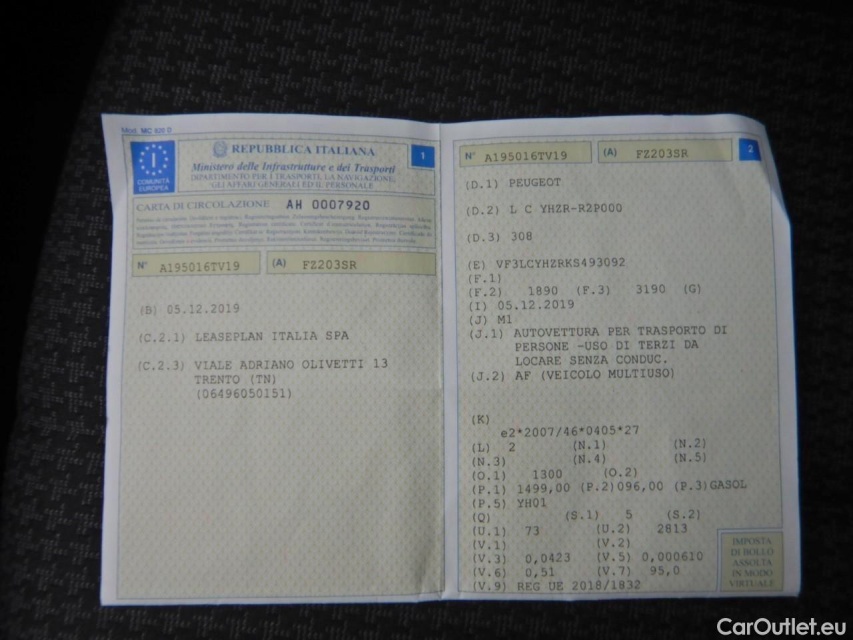 Mod. MC 820 D
REPUBBLICA ITALIANA
1
Ministero delle Infrastrutture e dei Trasporti
DIPARTIMENTO PER I TRASPORTI, LA NAVIGAZIONE,
GLI AFFARI GENERALI ED IL PERSONALE
I
COMUNITÀ
EUROPEA
CARTA DI CIRCOLAZIONE AH 0007920
N° A195016TV19 (A) FZ203SR
(B) 05.12.2019
(C.2.1) LEASEPLAN ITALIA SPA
(C.2.3) VIALE ADRIANO OLIVETTI 13
TRENTO (TN)
(06496050151)
N° A195016TV19 (A) FZ203SR 2
(D.1) PEUGEOT
(D.2) L C YHZR-R2P000
(D.3) 308
(E) VF3LCYHZRKS493092
(F.1)
(F.2) 1890 (F.3) 3190 (G)
(I) 05.12.2019
(J) M1
(J.1) AUTOVETTURA PER TRASPORTO DI
PERSONE -USO DI TERZI DA
LOCARE SENZA CONDUC.
(J.2) AF (VEICOLO MULTIUSO)
(K)
e2*2007/46*0405*27
(L) 2 (N.1) (N.2)
(N.3) (N.4) (N.5)
(O.1) 1300 (O.2)
(P.1) 1499,00 (P.2)096,00 (P.3)GASOL
(P.5) YH01
(Q) (S.1) 5 (S.2)
(U.1) 73 (U.2) 2813
(V.1) (V.2)
(V.3) 0,0423 (V.5) 0,000610
(V.6) 0,51 (V.7) 95,0
(V.9) REG UE 2018/1832
IMPOSTA
DI BOLLO
ASSOLTA
IN MODO
VIRTUALE
CarOutlet.eu